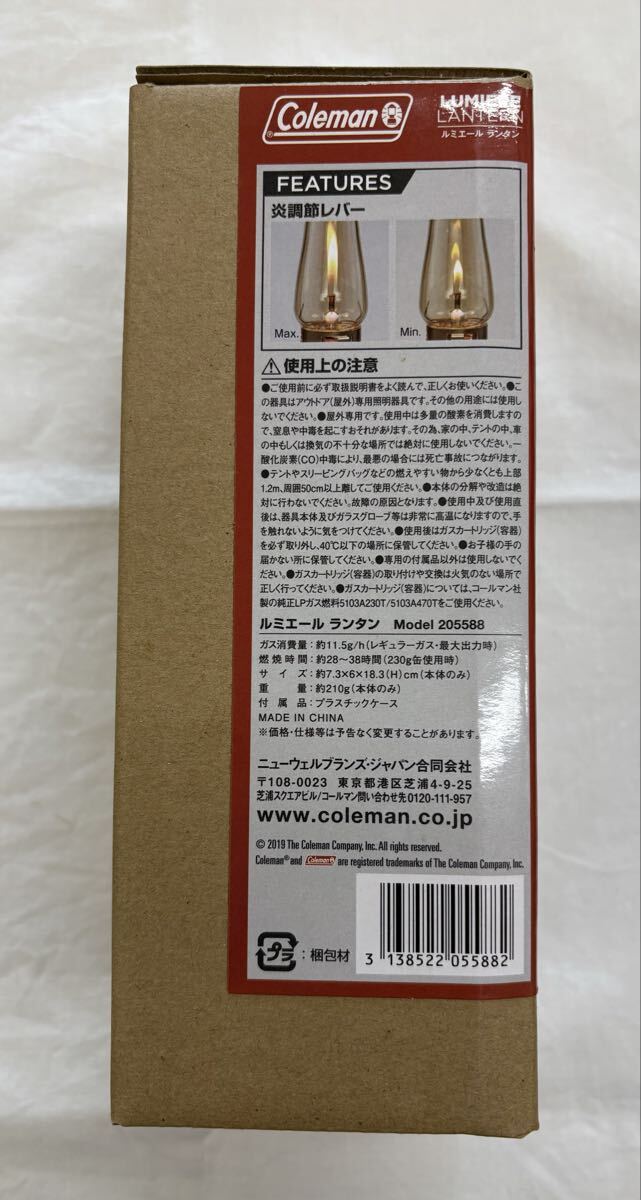 Coleman
LUMIERE
LANTERN
ルミエール ランタン
FEATURES
炎調節レバー
Max.
Min.
使用上の注意
●ご使用前に必ず取扱説明書をよく読んで、正しくお使いください。●こ
の器具はアウトドア(屋外)専用照明器具です。その他の用途には使用し
ないでください。●屋外専用です。使用中は多量の酸素を消費しますの
で、窒息や中毒を起こすおそれがあります。その為、家の中、テントの中、車
の中もしくは換気の不十分な場所では絶対に使用しないでください。一
酸化炭素(CO)中毒により、最悪の場合には死亡事故につながります。
●テントやスリーピングバッグなどの燃えやすい物から少なくとも上部
1.2m、周囲50cm以上離してご使用ください。●本体の分解や改造は絶
対に行わないでください。故障の原因となります。●使用中及び使用直
後は、器具本体及びガラスグローブ等は非常に高温になりますので、手
を触れないように気をつけてください。●使用後はガスカートリッジ(容器)
を必ず取り外し、40℃以下の場所に保管してください。●お子様の手の
届かない所に保管してください。●専用の付属品以外は使用しないでく
ださい。●ガスカートリッジ(容器)の取り付けや交換は火気のない場所で
正しく行ってください。●ガスカートリッジ(容器)については、コールマン社
製の純正LPガス燃料5103A230T/5103A470Tをご使用ください。
ルミエール ランタン Model 205588
ガス消費量：約11.5g/h(レギュラーガス・最大出力時)
燃焼時間：約28〜38時間(230g缶使用時)
サイズ：約7.3×6×18.3(H)cm(本体のみ)
重量：約210g(本体のみ)
付属品：プラスチックケース
MADE IN CHINA
※価格・仕様等は予告なく変更することがあります。
ニューウェルブランズ・ジャパン合同会社
〒108-0023 東京都港区芝浦4-9-25
芝浦スクエアビル/コールマン問い合わせ先0120-111-957
www.coleman.co.jp
© 2019 The Coleman Company, Inc. All rights reserved.
Coleman® and Coleman® are registered trademarks of The Coleman Company, Inc.
プラ：梱包材
3 138522 055882